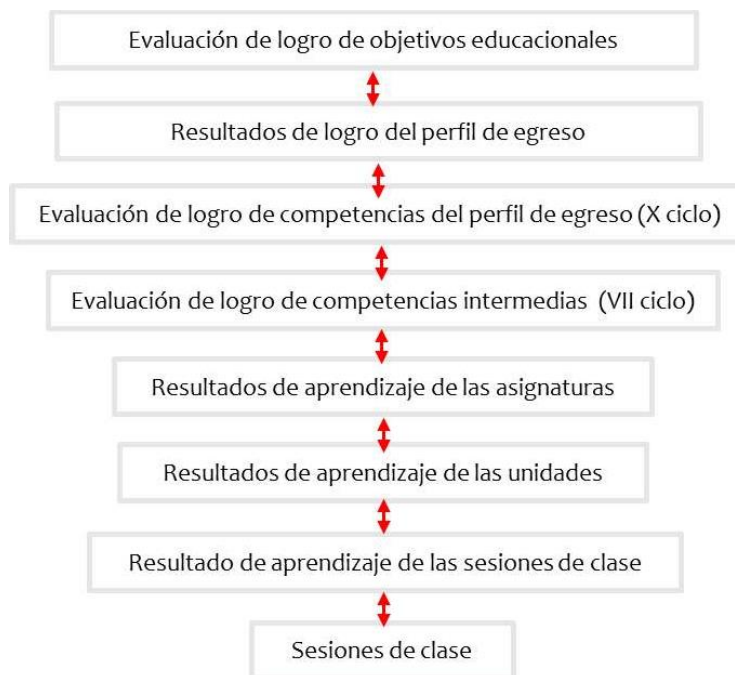 Evaluación de logro de objetivos educacionales
Resultados de logro del perfil de egreso
Evaluación de logro de competencias del perfil de egreso (X ciclo)
Evaluación de logro de competencias intermedias (VII ciclo)
Resultados de aprendizaje de las asignaturas
Resultados de aprendizaje de las unidades
Resultado de aprendizaje de las sesiones de clase
Sesiones de clase